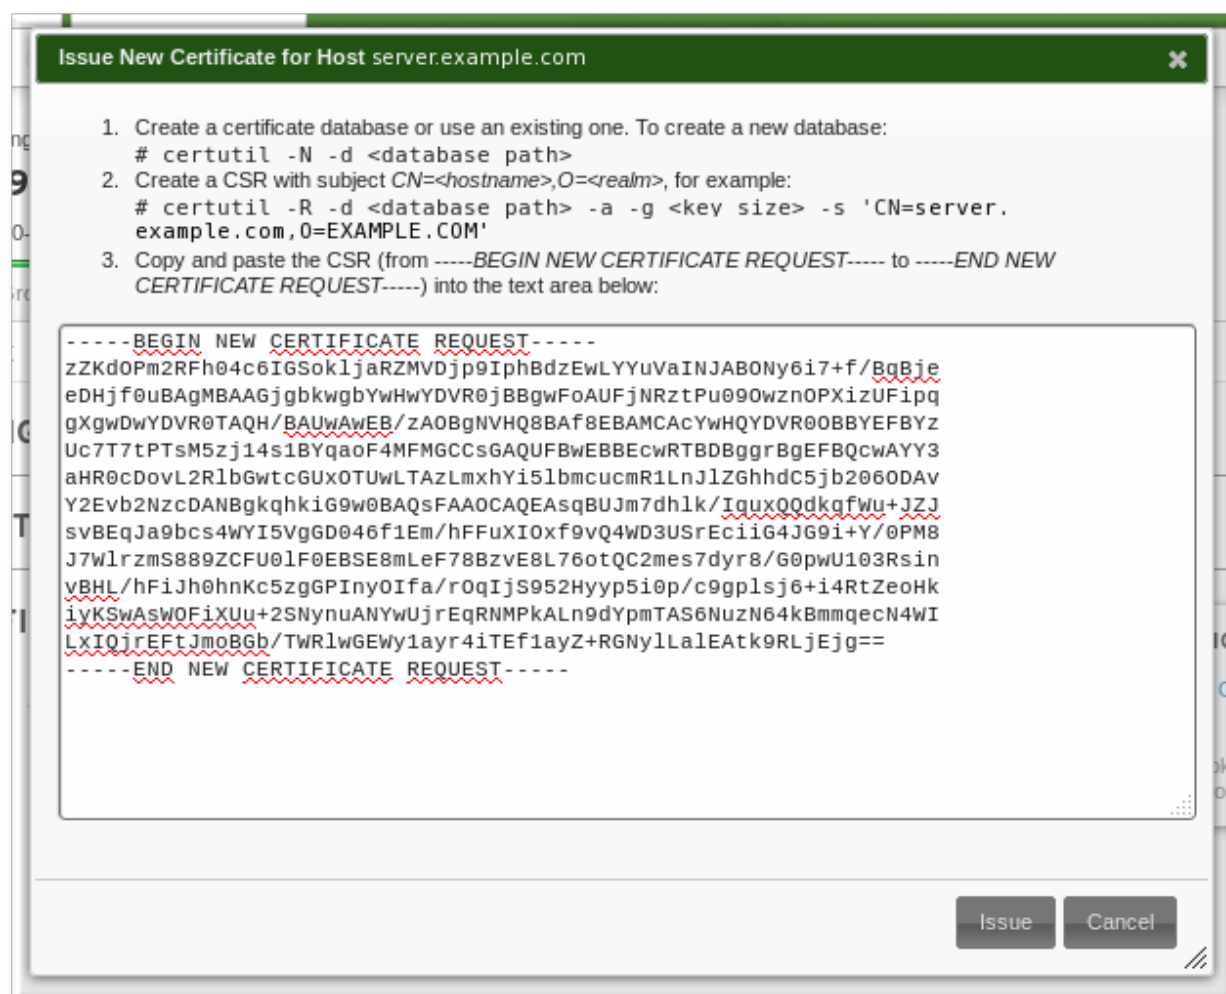 Issue New Certificate for Host server.example.com
1. Create a certificate database or use an existing one. To create a new database:
# certutil -N -d <database path>
2. Create a CSR with subject CN=<hostname>,O=<realm>, for example:
# certutil -R -d <database path> -a -g <key size> -s 'CN=server.
example.com,O=EXAMPLE.COM'
3. Copy and paste the CSR (from -----BEGIN NEW CERTIFICATE REQUEST----- to -----END NEW
CERTIFICATE REQUEST-----) into the text area below:
-----BEGIN NEW CERTIFICATE REQUEST-----
zZKdOPm2RFh04c6IGSokljaRZMVDjp9IphBdzEwLYYuVaINJABONy6i7+f/BqBje
eDHjf0uBAgMBAAGjgbkwgbYwHwYDVR0jBBgwFoAUFjNRztPu09OwznOPXizUFipq
gXgwDwYDVR0TAQH/BAUwAwEB/zAOBgNVHQ8BAf8EBAMCAcYwHQYDVR0OBBYEFBYz
Uc7T7tPTsM5zj14s1BYqaoF4MFMGCCsGAQUFBwEBBEcwRTBDBggrBgEFBQcwAYY3
aHR0cDovL2RlbGwtcGUxOTUwLTAzLmxhYi5lbmcucmR1LnJlZGhhdC5jb206ODAv
Y2Evb2NzcDANBgkqhkiG9w0BAQsFAAOCAQEAsqBUJm7dhlk/IquxQQdkqfWu+JZJ
svBEqJa9bcs4WYI5VgGD046f1Em/hFFuXIOxf9vQ4WD3USrEciiG4JG9i+Y/0PM8
J7WlrzmS889ZCFU0lF0EBSE8mLeF78BzvE8L76otQC2mes7dyr8/G0pwU103Rsin
vBHL/hFiJh0hnKc5zgGPInyOIfa/rOqIjS952Hyyp5i0p/c9gplsj6+i4RtZeoHk
iyKSwAsWOFiXUu+2SNynuANYwUjrEqRNMPkALn9dYpmTAS6NuzN64kBmmqecN4WI
LxIQjrEFtJmoBGb/TWRlwGEWy1ayr4iTEf1ayZ+RGNylLalEAtk9RLjEjg==
-----END NEW CERTIFICATE REQUEST-----
Issue Cancel